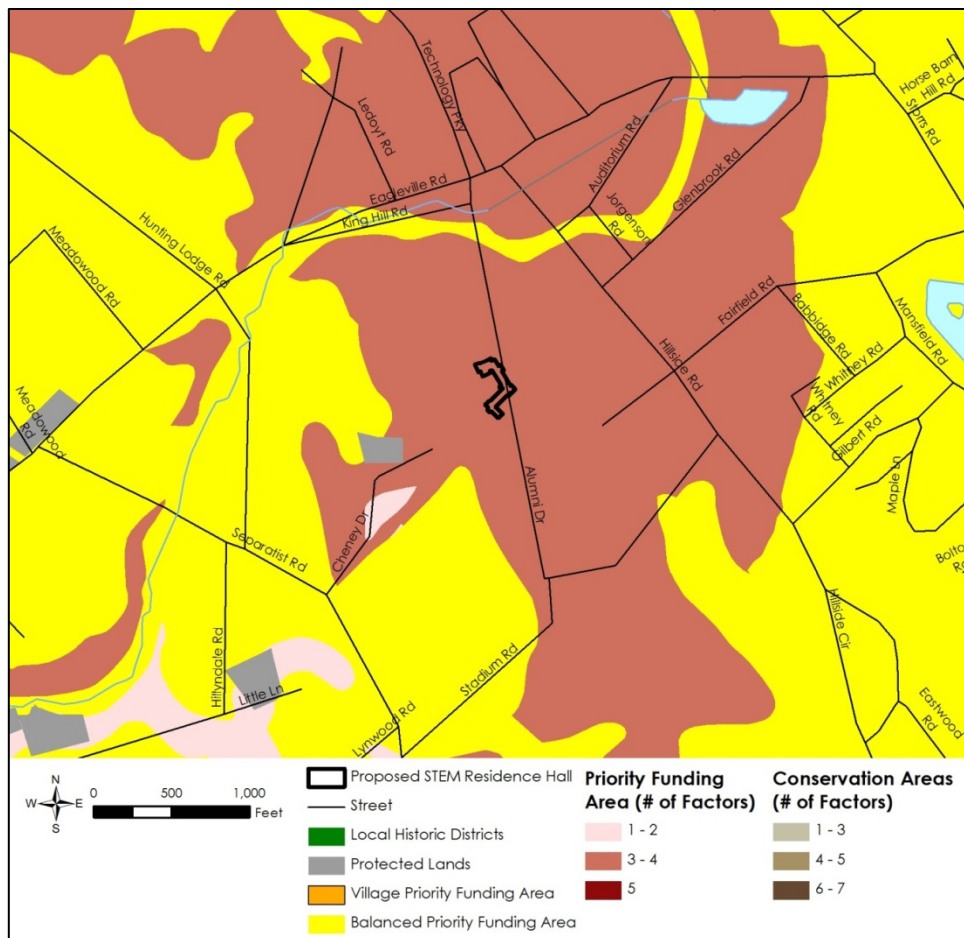 Technology Pky
Ledoyt Rd
Horse Barn
Hill Rd
Storrs Rd
Auditorium Rd
Eagleville Rd
King Hill Rd
Jorgenson
Rd
Glenbrook Rd
Hunting Lodge Rd
Meadowood Rd
Fairfield Rd
Babbidge Rd
Mansfield Rd
Hillside Rd
Whitney Rd
Whitney
Rd
Gilbert Rd
Meadowood
Rd
Alumni Dr
Maple Ln
Cheney Dr
Separatist Rd
Bolto
Rd
Hillyndale Rd
Hillside Cir
Stadium Rd
Little Ln
Lynwood Rd
Eastwood
Rd
N
W E
S
0 500 1,000
Feet
Proposed STEM Residence Hall
Street
Local Historic Districts
Protected Lands
Village Priority Funding Area
Balanced Priority Funding Area
Priority Funding
Area (# of Factors)
1 - 2
3 - 4
5
Conservation Areas
(# of Factors)
1 - 3
4 - 5
6 - 7